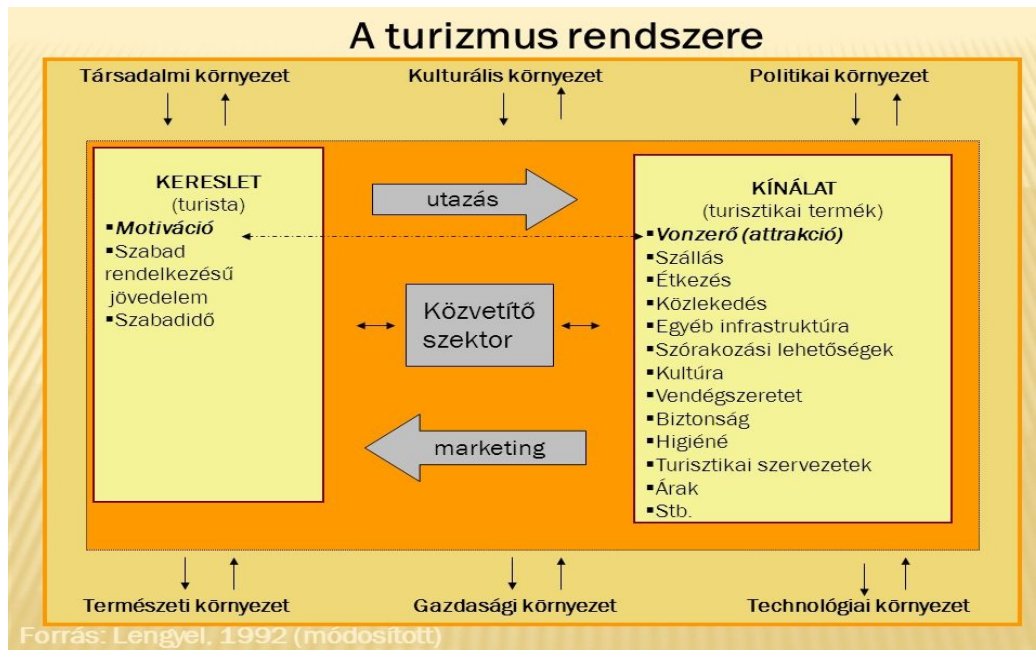 A turizmus rendszere
Társadalmi környezet
Kulturális környezet
Politikai környezet
KERESLET
(turista)
▪Motiváció
▪Szabad
rendelkezésű
jövedelem
▪Szabadidő
utazás
Közvetítő
szektor
marketing
KÍNÁLAT
(turisztikai termék)
▪Vonzerő (attrakció)
▪Szállás
▪Étkezés
▪Közlekedés
▪Egyéb infrastruktúra
▪Szórakozási lehetőségek
▪Kultúra
▪Vendégszeretet
▪Biztonság
▪Higiéné
▪Turisztikai szervezetek
▪Árak
▪Stb.
Természeti környezet
Gazdasági környezet
Technológiai környezet
Forrás: Lengyel, 1992 (módosított)